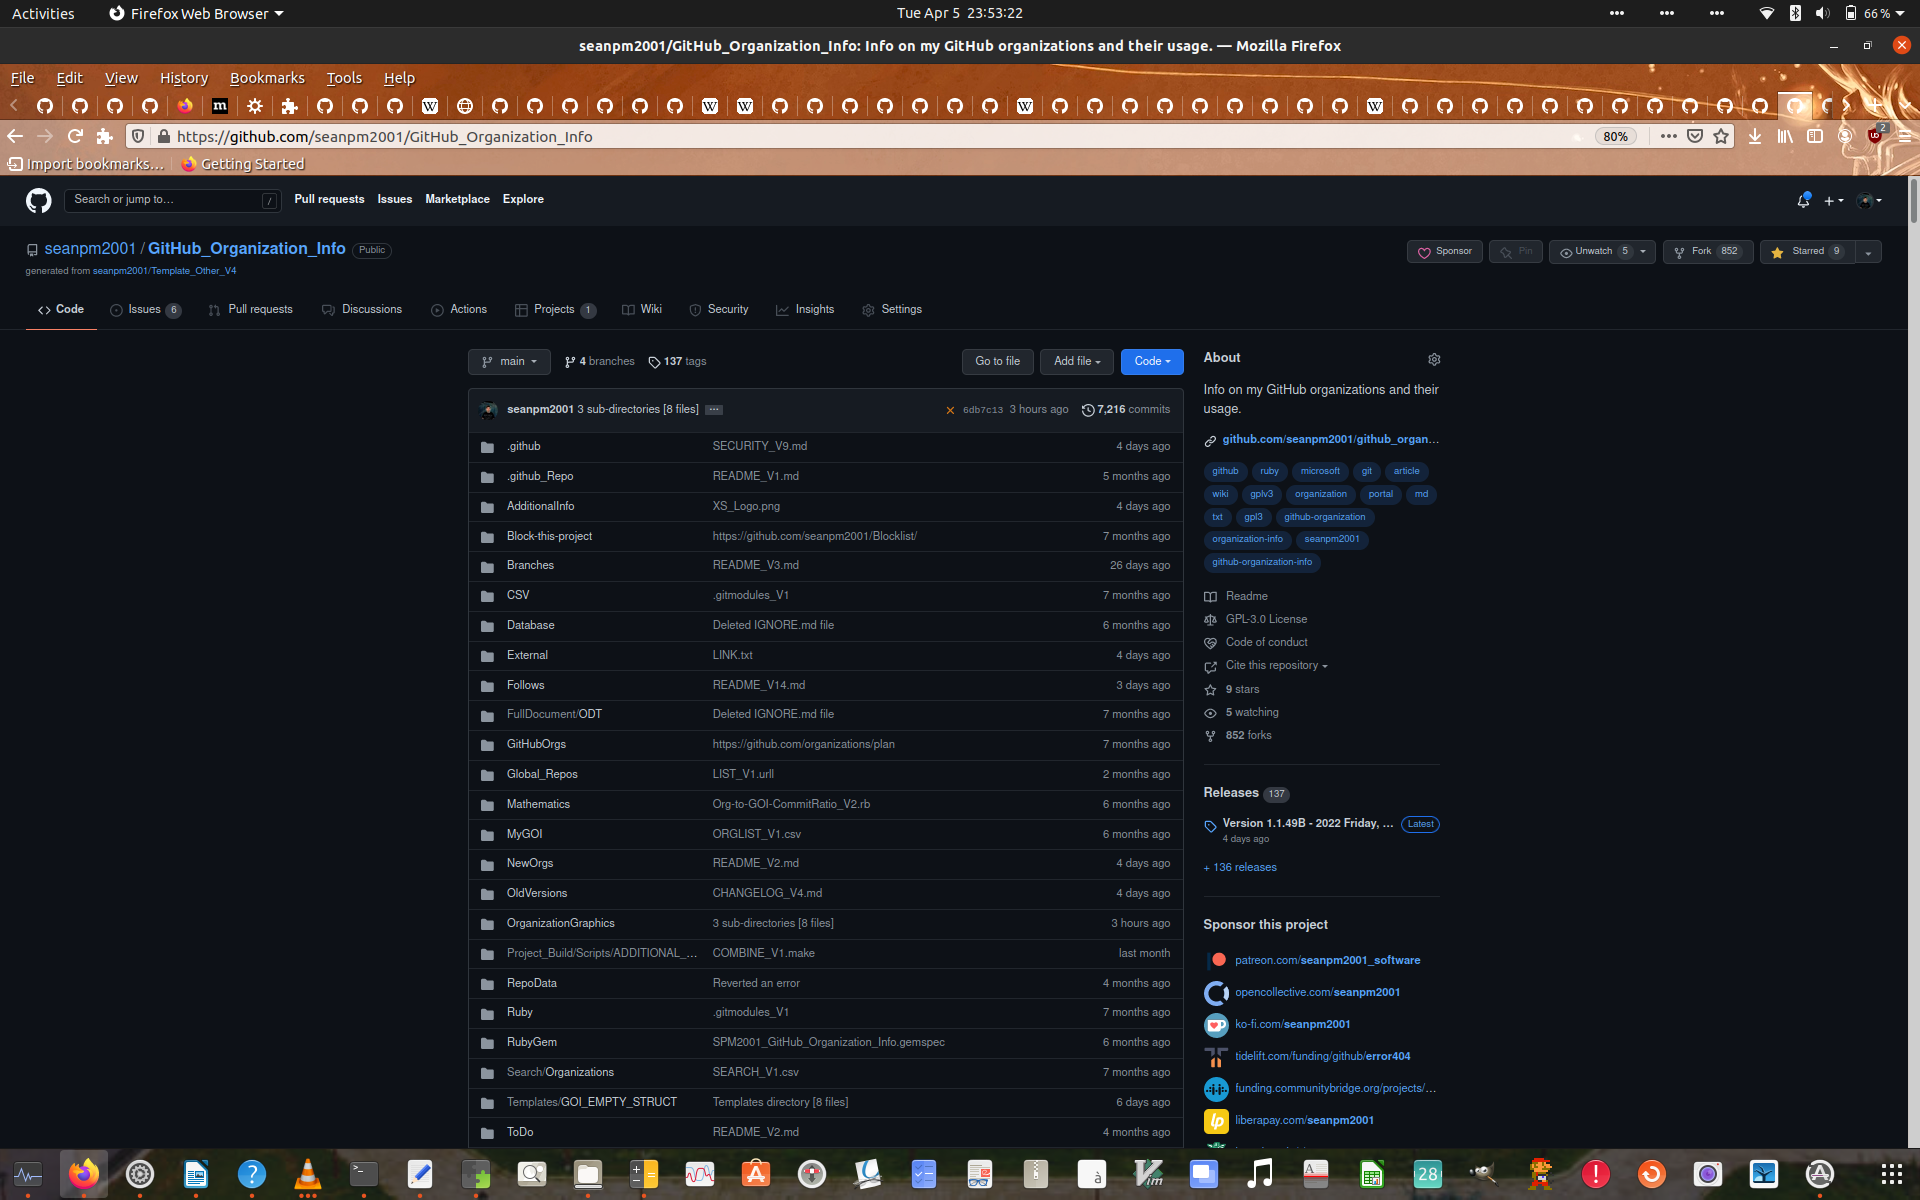 Activities Firefox Web Browser Tue Apr 5 23:53:22 66%
seanpm2001/GitHub_Organization_Info: Info on my GitHub organizations and their usage. — Mozilla Firefox
File Edit View History Bookmarks Tools Help
https://github.com/seanpm2001/GitHub_Organization_Info 80% 2
Import bookmarks… Getting Started
Search or jump to… / Pull requests Issues Marketplace Explore
seanpm2001 / GitHub_Organization_Info Public Sponsor Pin Unwatch 5 Fork 852 Starred 9
generated from seanpm2001/Template_Other_V4
Code Issues 6 Pull requests Discussions Actions Projects 1 Wiki Security Insights Settings
main 4 branches 137 tags Go to file Add file Code
seanpm2001 3 sub-directories [8 files] … 6db7c13 3 hours ago 7,216 commits
.github SECURITY_V9.md 4 days ago
.github_Repo README_V1.md 5 months ago
AdditionalInfo XS_Logo.png 4 days ago
Block-this-project https://github.com/seanpm2001/Blocklist/ 7 months ago
Branches README_V3.md 26 days ago
CSV .gitmodules_V1 7 months ago
Database Deleted IGNORE.md file 6 months ago
External LINK.txt 4 days ago
Follows README_V14.md 3 days ago
FullDocument/ODT Deleted IGNORE.md file 7 months ago
GitHubOrgs https://github.com/organizations/plan 7 months ago
Global_Repos LIST_V1.urll 2 months ago
Mathematics Org-to-GOI-CommitRatio_V2.rb 6 months ago
MyGOI ORGLIST_V1.csv 6 months ago
NewOrgs README_V2.md 4 days ago
OldVersions CHANGELOG_V4.md 4 days ago
OrganizationGraphics 3 sub-directories [8 files] 3 hours ago
Project_Build/Scripts/ADDITIONAL_… COMBINE_V1.make last month
RepoData Reverted an error 4 months ago
Ruby .gitmodules_V1 7 months ago
RubyGem SPM2001_GitHub_Organization_Info.gemspec 6 months ago
Search/Organizations SEARCH_V1.csv 7 months ago
Templates/GOI_EMPTY_STRUCT Templates directory [8 files] 6 days ago
ToDo README_V2.md 4 months ago
About
Info on my GitHub organizations and their
usage.
github.com/seanpm2001/github_organ…
github ruby microsoft git article
wiki gplv3 organization portal md
txt gpl3 github-organization
organization-info seanpm2001
github-organization-info
Readme
GPL-3.0 License
Code of conduct
Cite this repository
9 stars
5 watching
852 forks
Releases 137
Version 1.1.49B - 2022 Friday, … Latest
4 days ago
+ 136 releases
Sponsor this project
patreon.com/seanpm2001_software
opencollective.com/seanpm2001
ko-fi.com/seanpm2001
tidelift.com/funding/github/error404
funding.communitybridge.org/projects/…
liberapay.com/seanpm2001
28